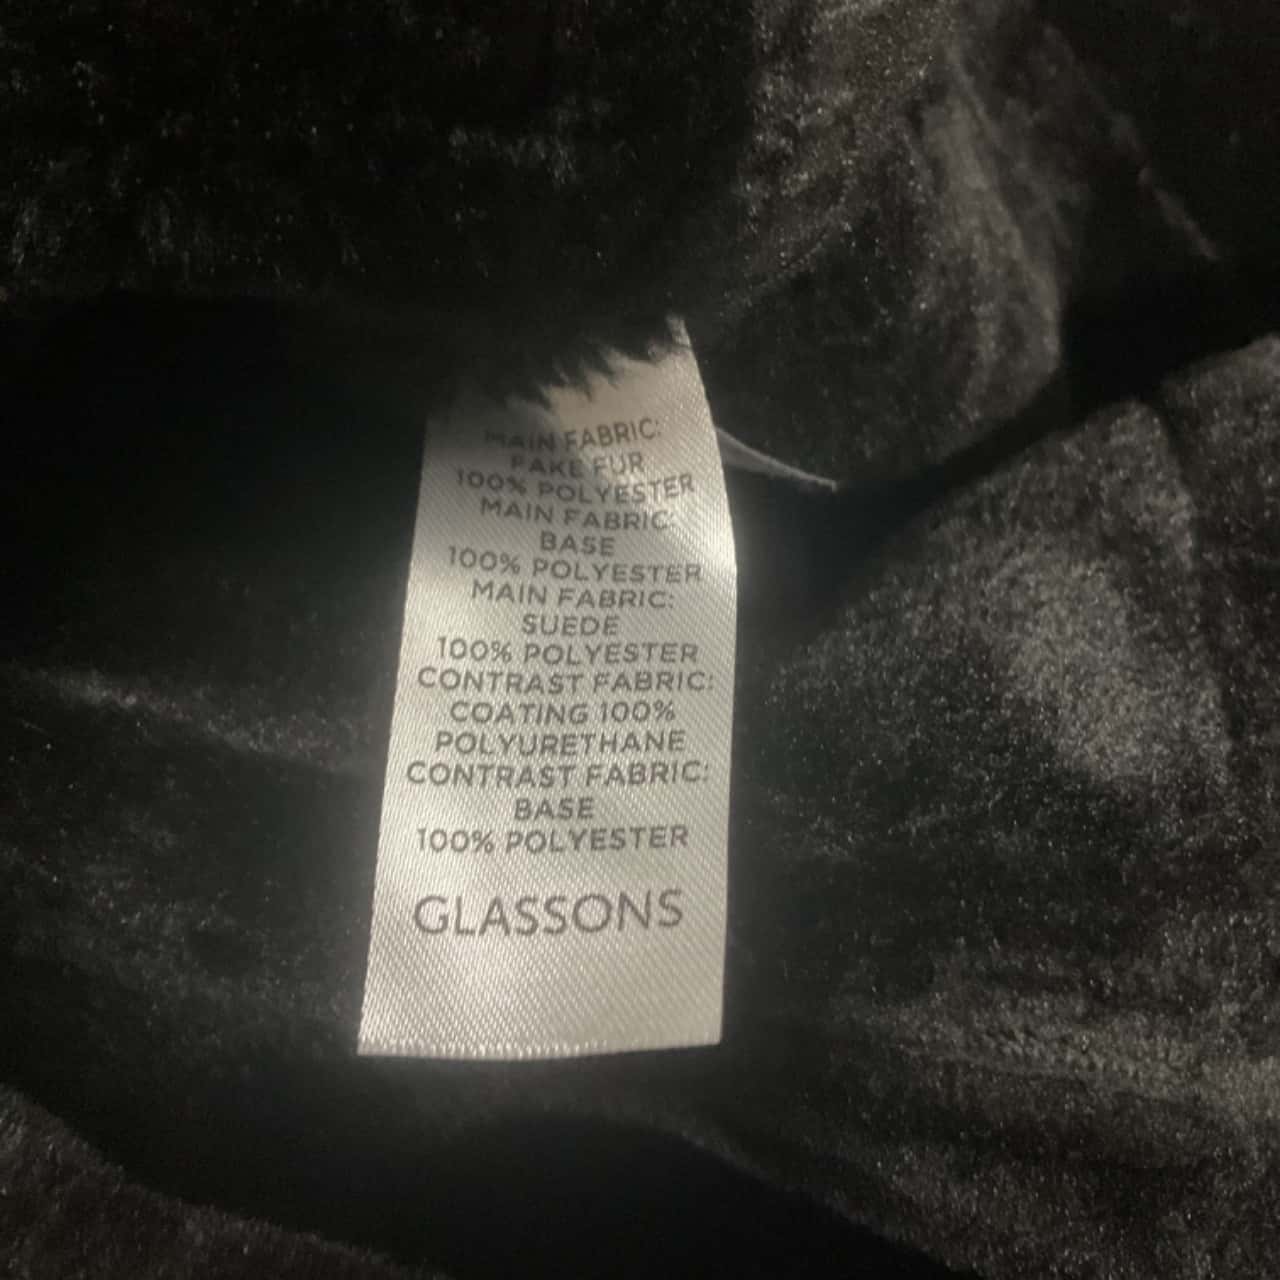 MAIN FABRIC:
FAKE FUR
100% POLYESTER
MAIN FABRIC:
BASE
100% POLYESTER
MAIN FABRIC:
SUEDE
100% POLYESTER
CONTRAST FABRIC:
COATING 100%
POLYURETHANE
CONTRAST FABRIC:
BASE
100% POLYESTER
GLASSONS